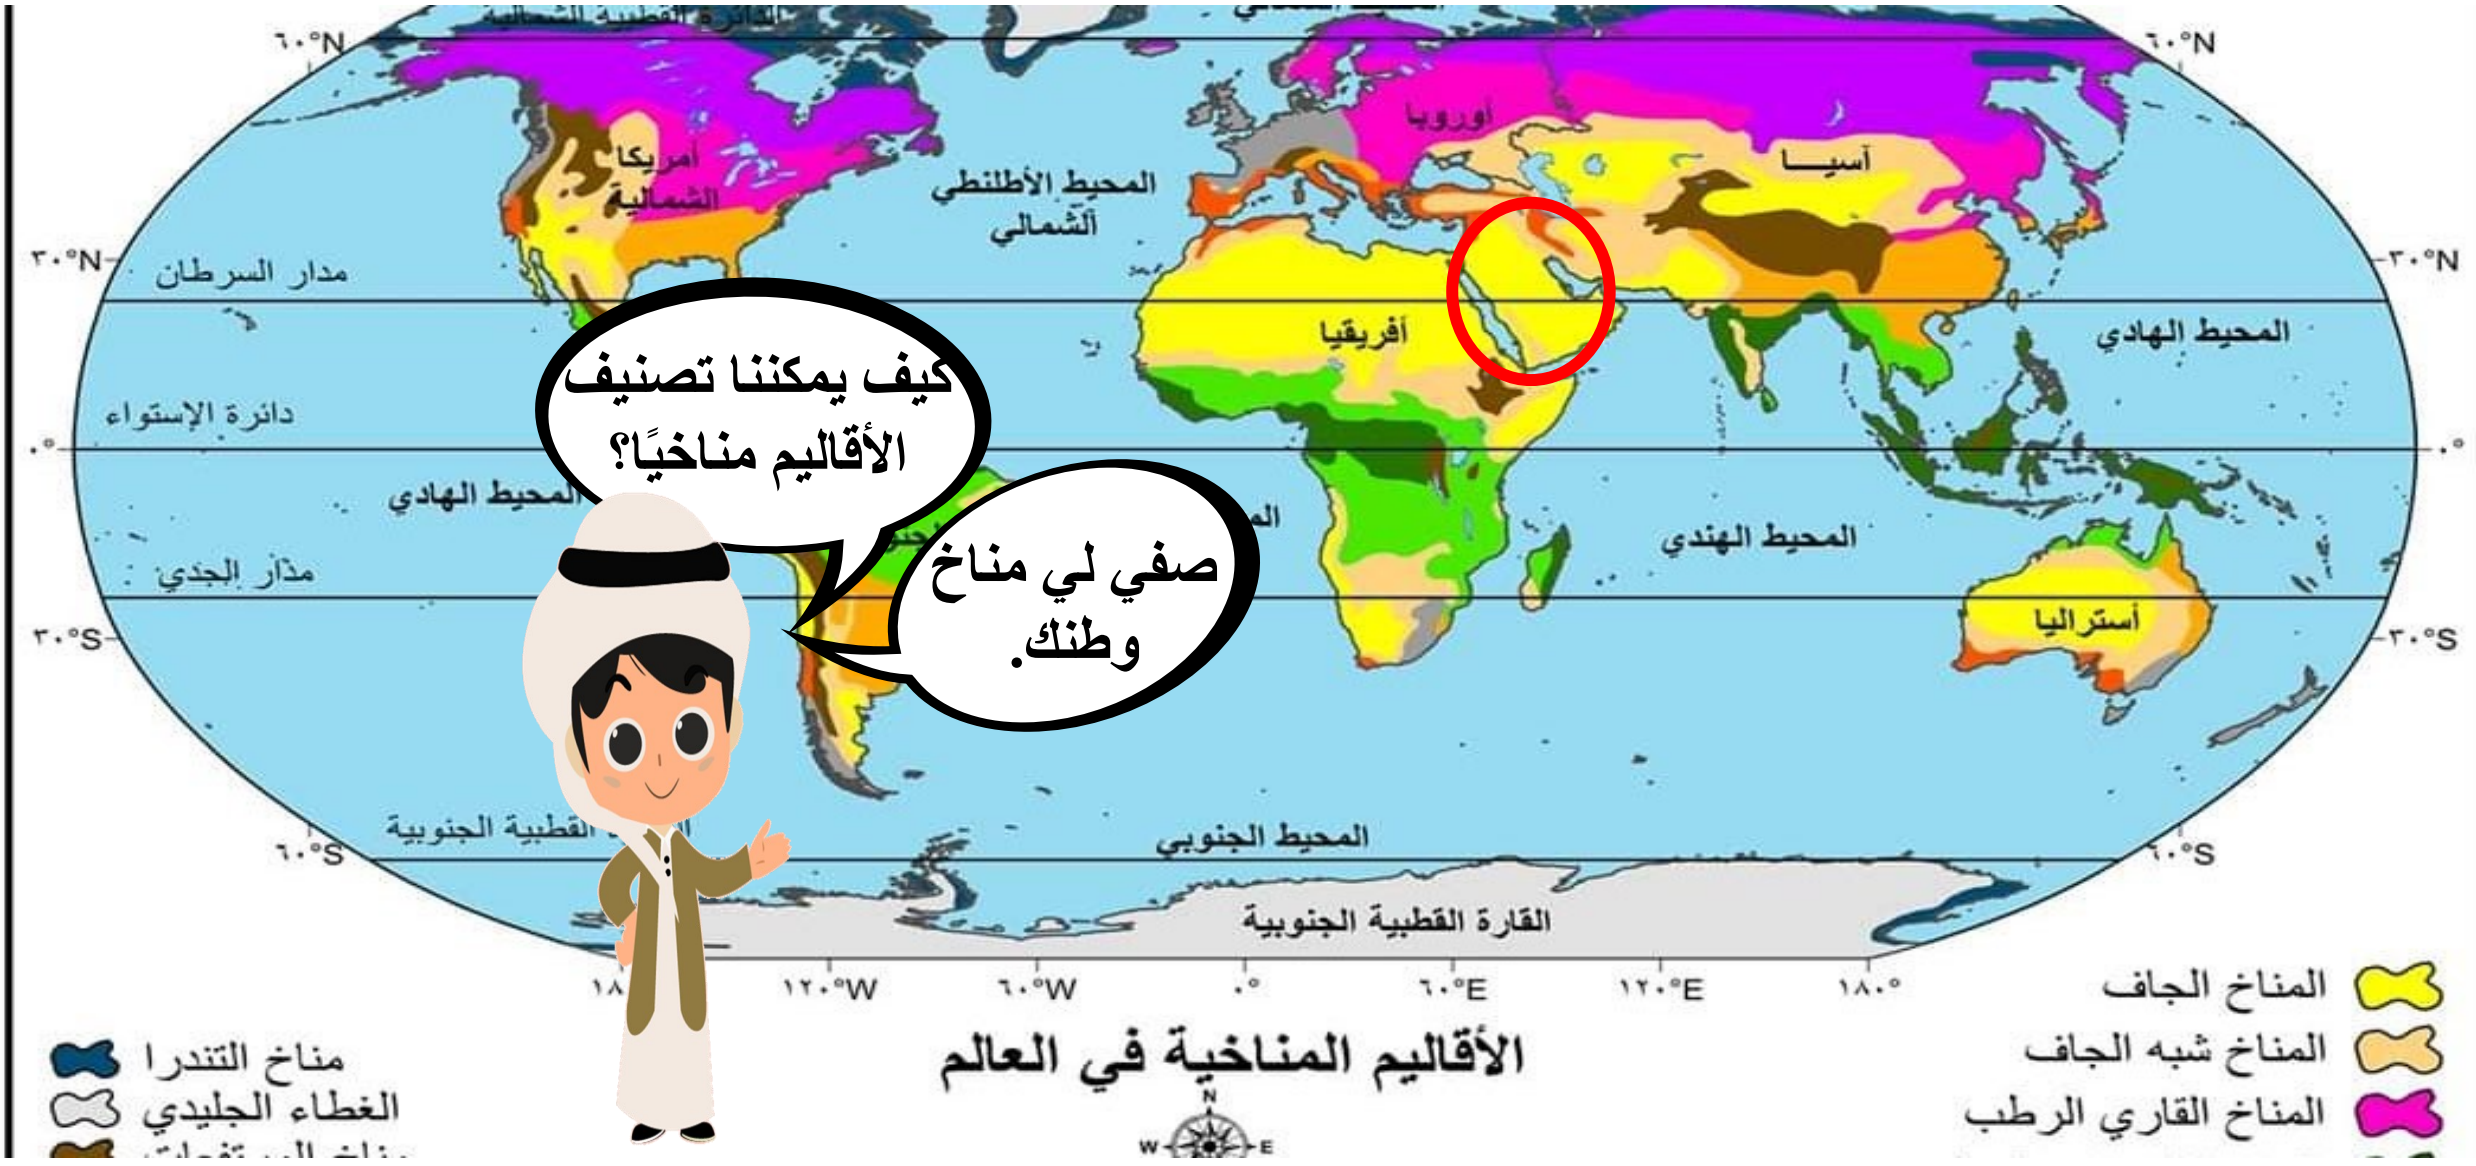 الدائرة القطبية الشمالية
٦٠°N
٦٠°N
أوروبا
آسيـــا
أمريكا
الشمالية
المحيط الأطلنطي
الشمالي
٣٠°N
٣٠°N
مدار السرطان
أفريقيا
المحيط الهادي
كيف يمكننا تصنيف
الأقاليم مناخيًا؟
دائرة الإستواء
٠°
٠°
المحيط الهادي
المحيط الهندي
صفي لي مناخ
وطنك.
مدار الجدي
أستراليا
٣٠°S
٣٠°S
القطبية الجنوبية
المحيط الجنوبي
٦٠°S
٦٠°S
القارة القطبية الجنوبية
١٢٠°W
٦٠°W
٠°
٦٠°E
١٢٠°E
١٨٠°
الأقاليم المناخية في العالم
N
W
E
المناخ الجاف
المناخ شبه الجاف
المناخ القاري الرطب
مناخ التندرا
الغطاء الجليدي